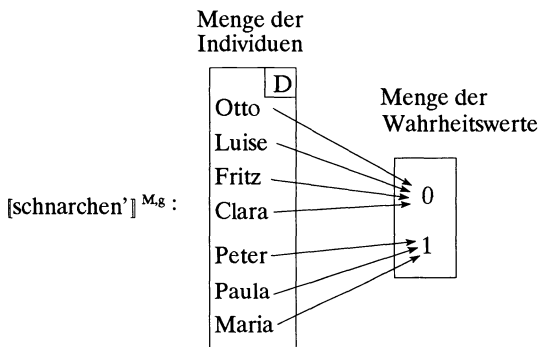 Menge der
Individuen
D
Otto
Luise
Fritz
Clara
Peter
Paula
Maria
⟦schnarchen'⟧ M,g :
Menge der
Wahrheitswerte
0
1